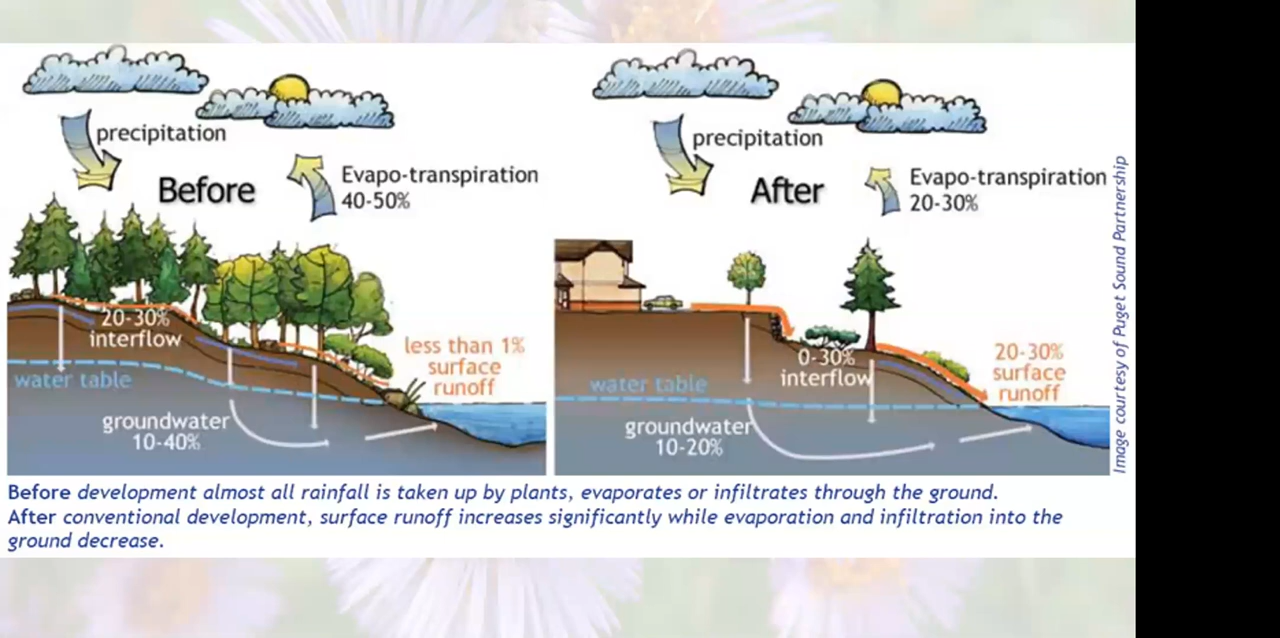 precipitation
Before
Evapo-transpiration
40-50%
20-30%
interflow
less than 1%
surface
runoff
water table
groundwater
10-40%
precipitation
After
Evapo-transpiration
20-30%
0-30%
interflow
20-30%
surface
runoff
water table
groundwater
10-20%
Image courtesy of Puget Sound Partnership
Before development almost all rainfall is taken up by plants, evaporates or infiltrates through the ground.
After conventional development, surface runoff increases significantly while evaporation and infiltration into the
ground decrease.